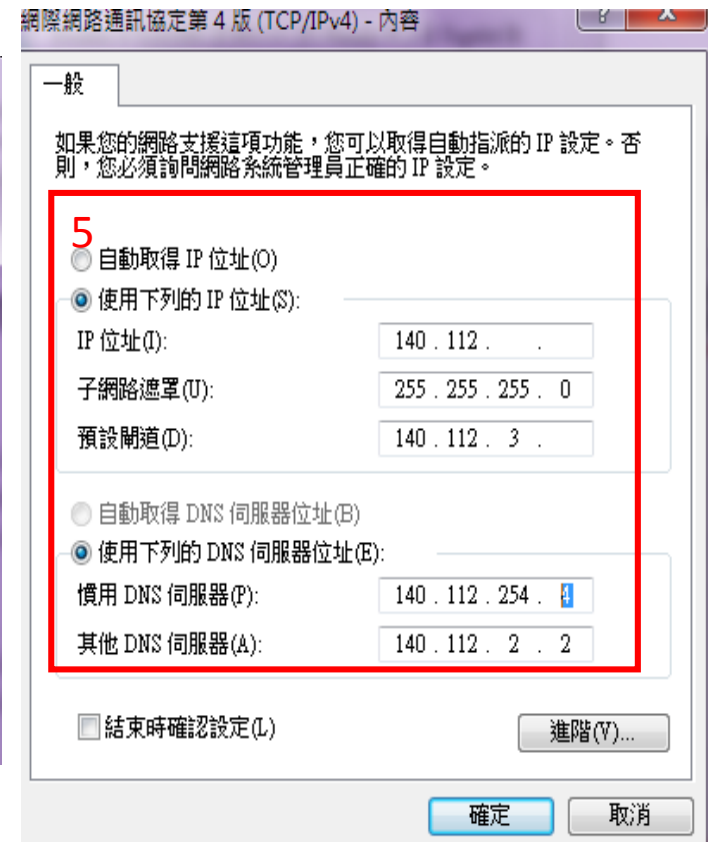 網際網路通訊協定第 4 版 (TCP/IPv4) - 內容
一般
如果您的網路支援這項功能，您可以取得自動指派的 IP 設定。否
則，您必須詢問網路系統管理員正確的 IP 設定。
5
自動取得 IP 位址(O)
使用下列的 IP 位址(S):
IP 位址(I): 140 . 112 .   .
子網路遮罩(U): 255 . 255 . 255 . 0
預設閘道(D): 140 . 112 . 3 .
自動取得 DNS 伺服器位址(B)
使用下列的 DNS 伺服器位址(E):
慣用 DNS 伺服器(P): 140 . 112 . 254 . 4
其他 DNS 伺服器(A): 140 . 112 . 2 . 2
結束時確認設定(L)
進階(V)...
確定
取消